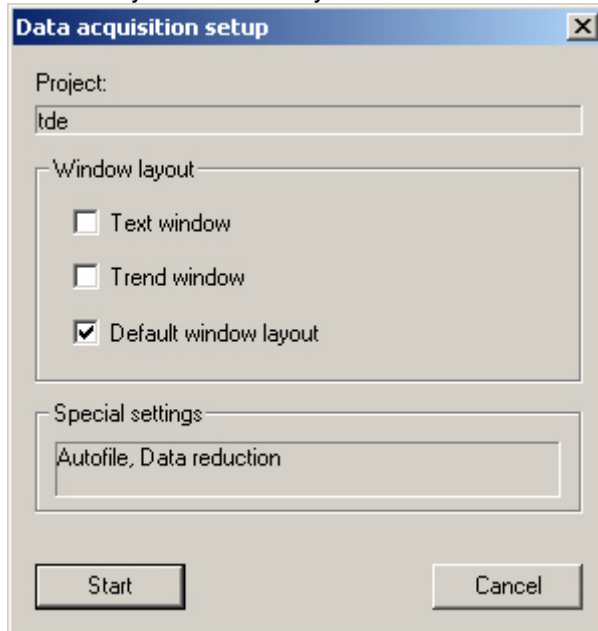 Data acquisition setup
Project:
tde
Window layout
Text window
Trend window
Default window layout
Special settings
Autofile, Data reduction
Start
Cancel